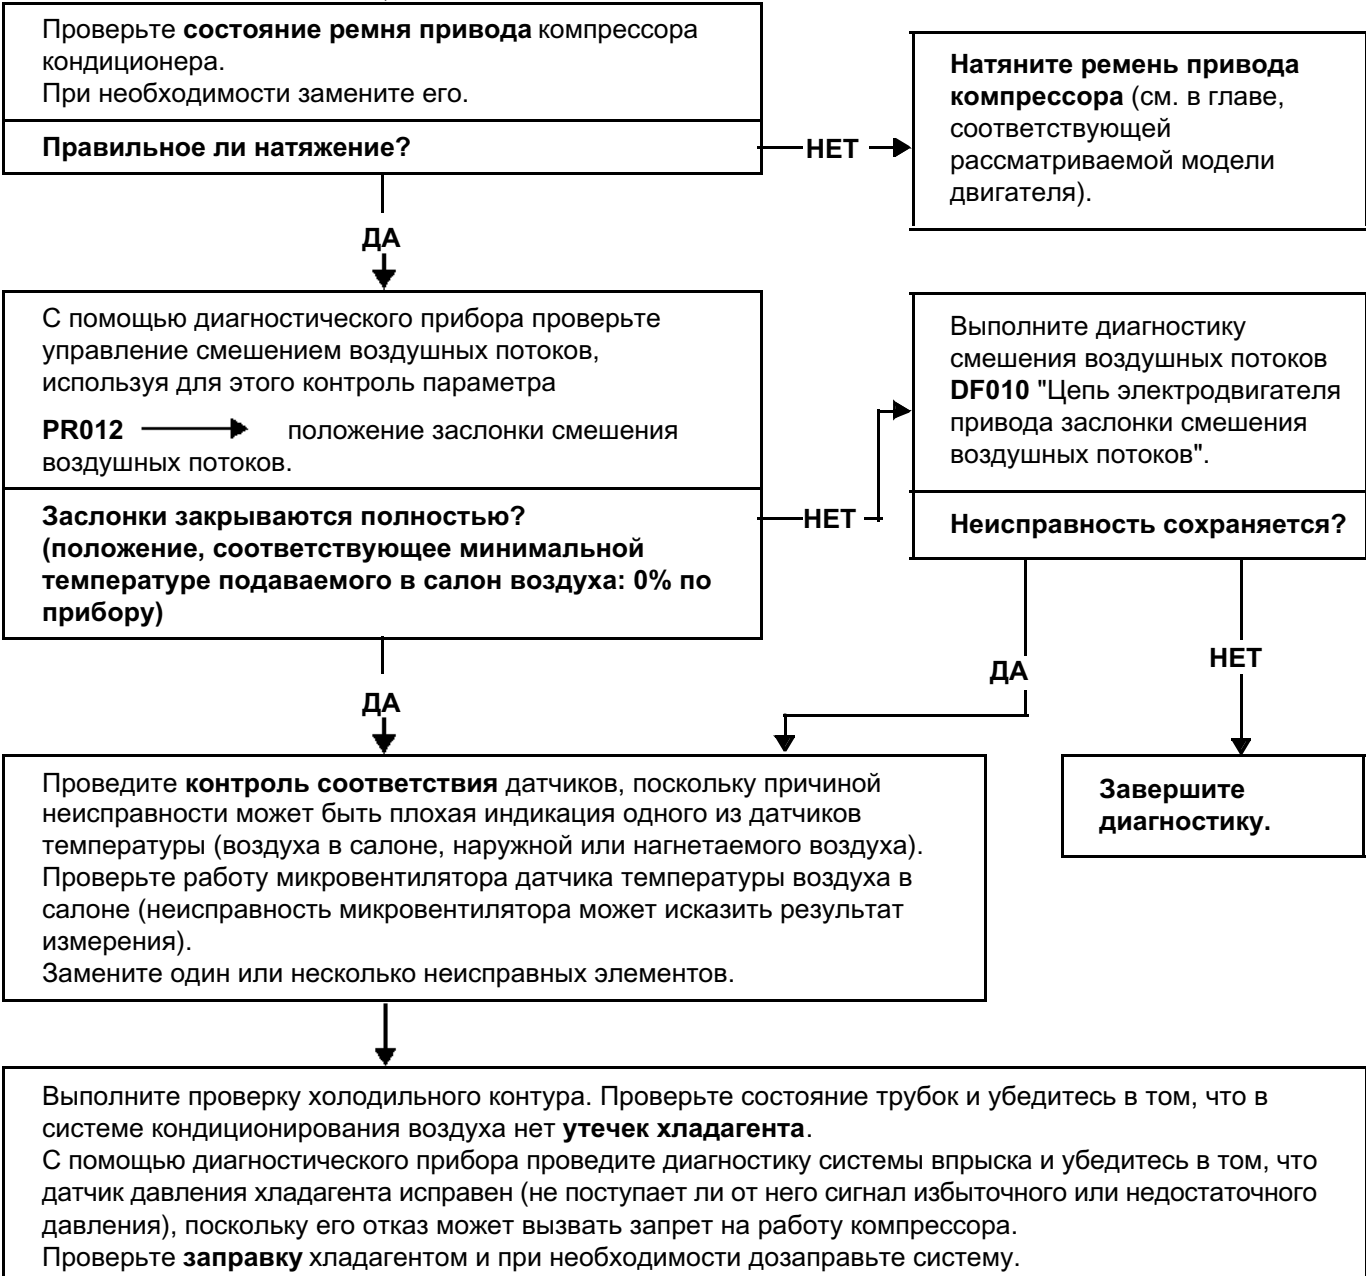 Проверьте состояние ремня привода компрессора
кондиционера.
При необходимости замените его.
Правильное ли натяжение?
НЕТ
Натяните ремень привода
компрессора (см. в главе,
соответствующей
рассматриваемой модели
двигателя).
ДА
С помощью диагностического прибора проверьте
управление смешением воздушных потоков,
используя для этого контроль параметра
PR012 положение заслонки смешения
воздушных потоков.
Заслонки закрываются полностью?
(положение, соответствующее минимальной
температуре подаваемого в салон воздуха: 0% по
прибору)
НЕТ
Выполните диагностику
смешения воздушных потоков
DF010 "Цепь электродвигателя
привода заслонки смешения
воздушных потоков".
Неисправность сохраняется?
ДА
НЕТ
ДА
Завершите
диагностику.
Проведите контроль соответствия датчиков, поскольку причиной
неисправности может быть плохая индикация одного из датчиков
температуры (воздуха в салоне, наружной или нагнетаемого воздуха).
Проверьте работу микровентилятора датчика температуры воздуха в
салоне (неисправность микровентилятора может исказить результат
измерения).
Замените один или несколько неисправных элементов.
Выполните проверку холодильного контура. Проверьте состояние трубок и убедитесь в том, что в
системе кондиционирования воздуха нет утечек хладагента.
С помощью диагностического прибора проведите диагностику системы впрыска и убедитесь в том, что
датчик давления хладагента исправен (не поступает ли от него сигнал избыточного или недостаточного
давления), поскольку его отказ может вызвать запрет на работу компрессора.
Проверьте заправку хладагентом и при необходимости дозаправьте систему.